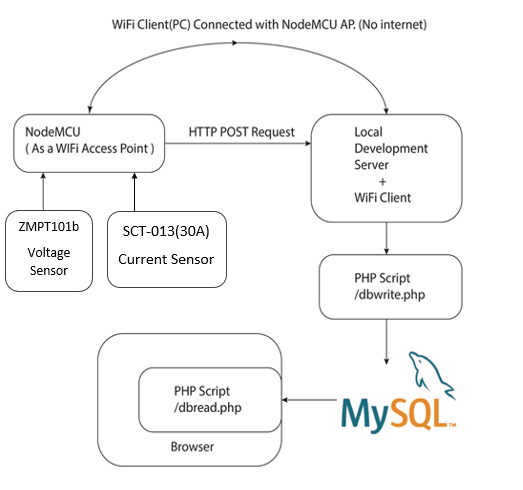 WiFi Client(PC) Connected with NodeMCU AP. (No internet)
NodeMCU
( As a WIFi Access Point )
HTTP POST Request
Local
Development
Server
+
WiFi Client
ZMPT101b
Voltage
Sensor
SCT-013(30A)
Current Sensor
PHP Script
/dbwrite.php
PHP Script
/dbread.php
Browser
MySQL™